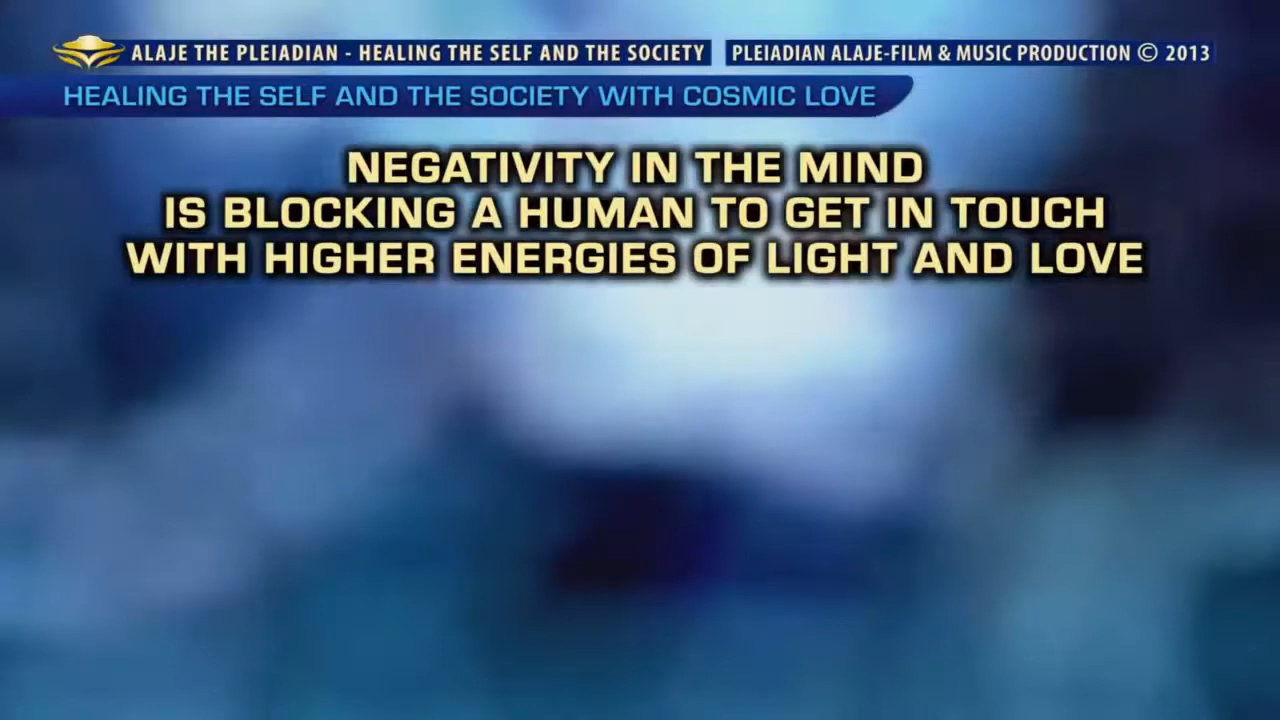 ALAJE THE PLEIADIAN - HEALING THE SELF AND THE SOCIETY PLEIADIAN ALAJE-FILM & MUSIC PRODUCTION © 2013
HEALING THE SELF AND THE SOCIETY WITH COSMIC LOVE
NEGATIVITY IN THE MIND
IS BLOCKING A HUMAN TO GET IN TOUCH
WITH HIGHER ENERGIES OF LIGHT AND LOVE